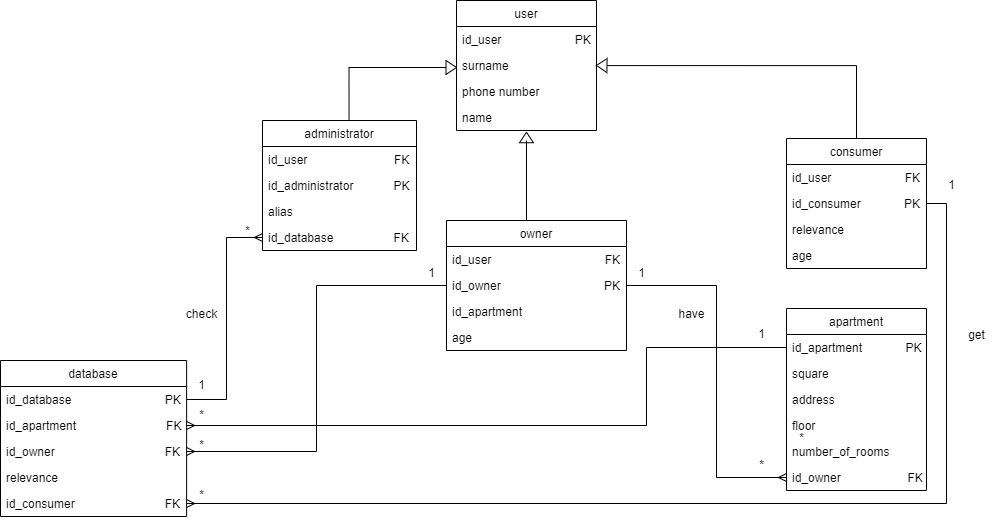 user
id_user PK
surname
phone number
name
administrator
id_user FK
id_administrator PK
alias
id_database FK
*
consumer
id_user FK
id_consumer PK
relevance
age
1
owner
id_user FK
id_owner PK
id_apartment
age
1
1
check
have
get
apartment
id_apartment PK
square
address
floor
*
number_of_rooms
id_owner FK
1
*
database
id_database PK
id_apartment FK
id_owner FK
relevance
id_consumer FK
1
*
*
*